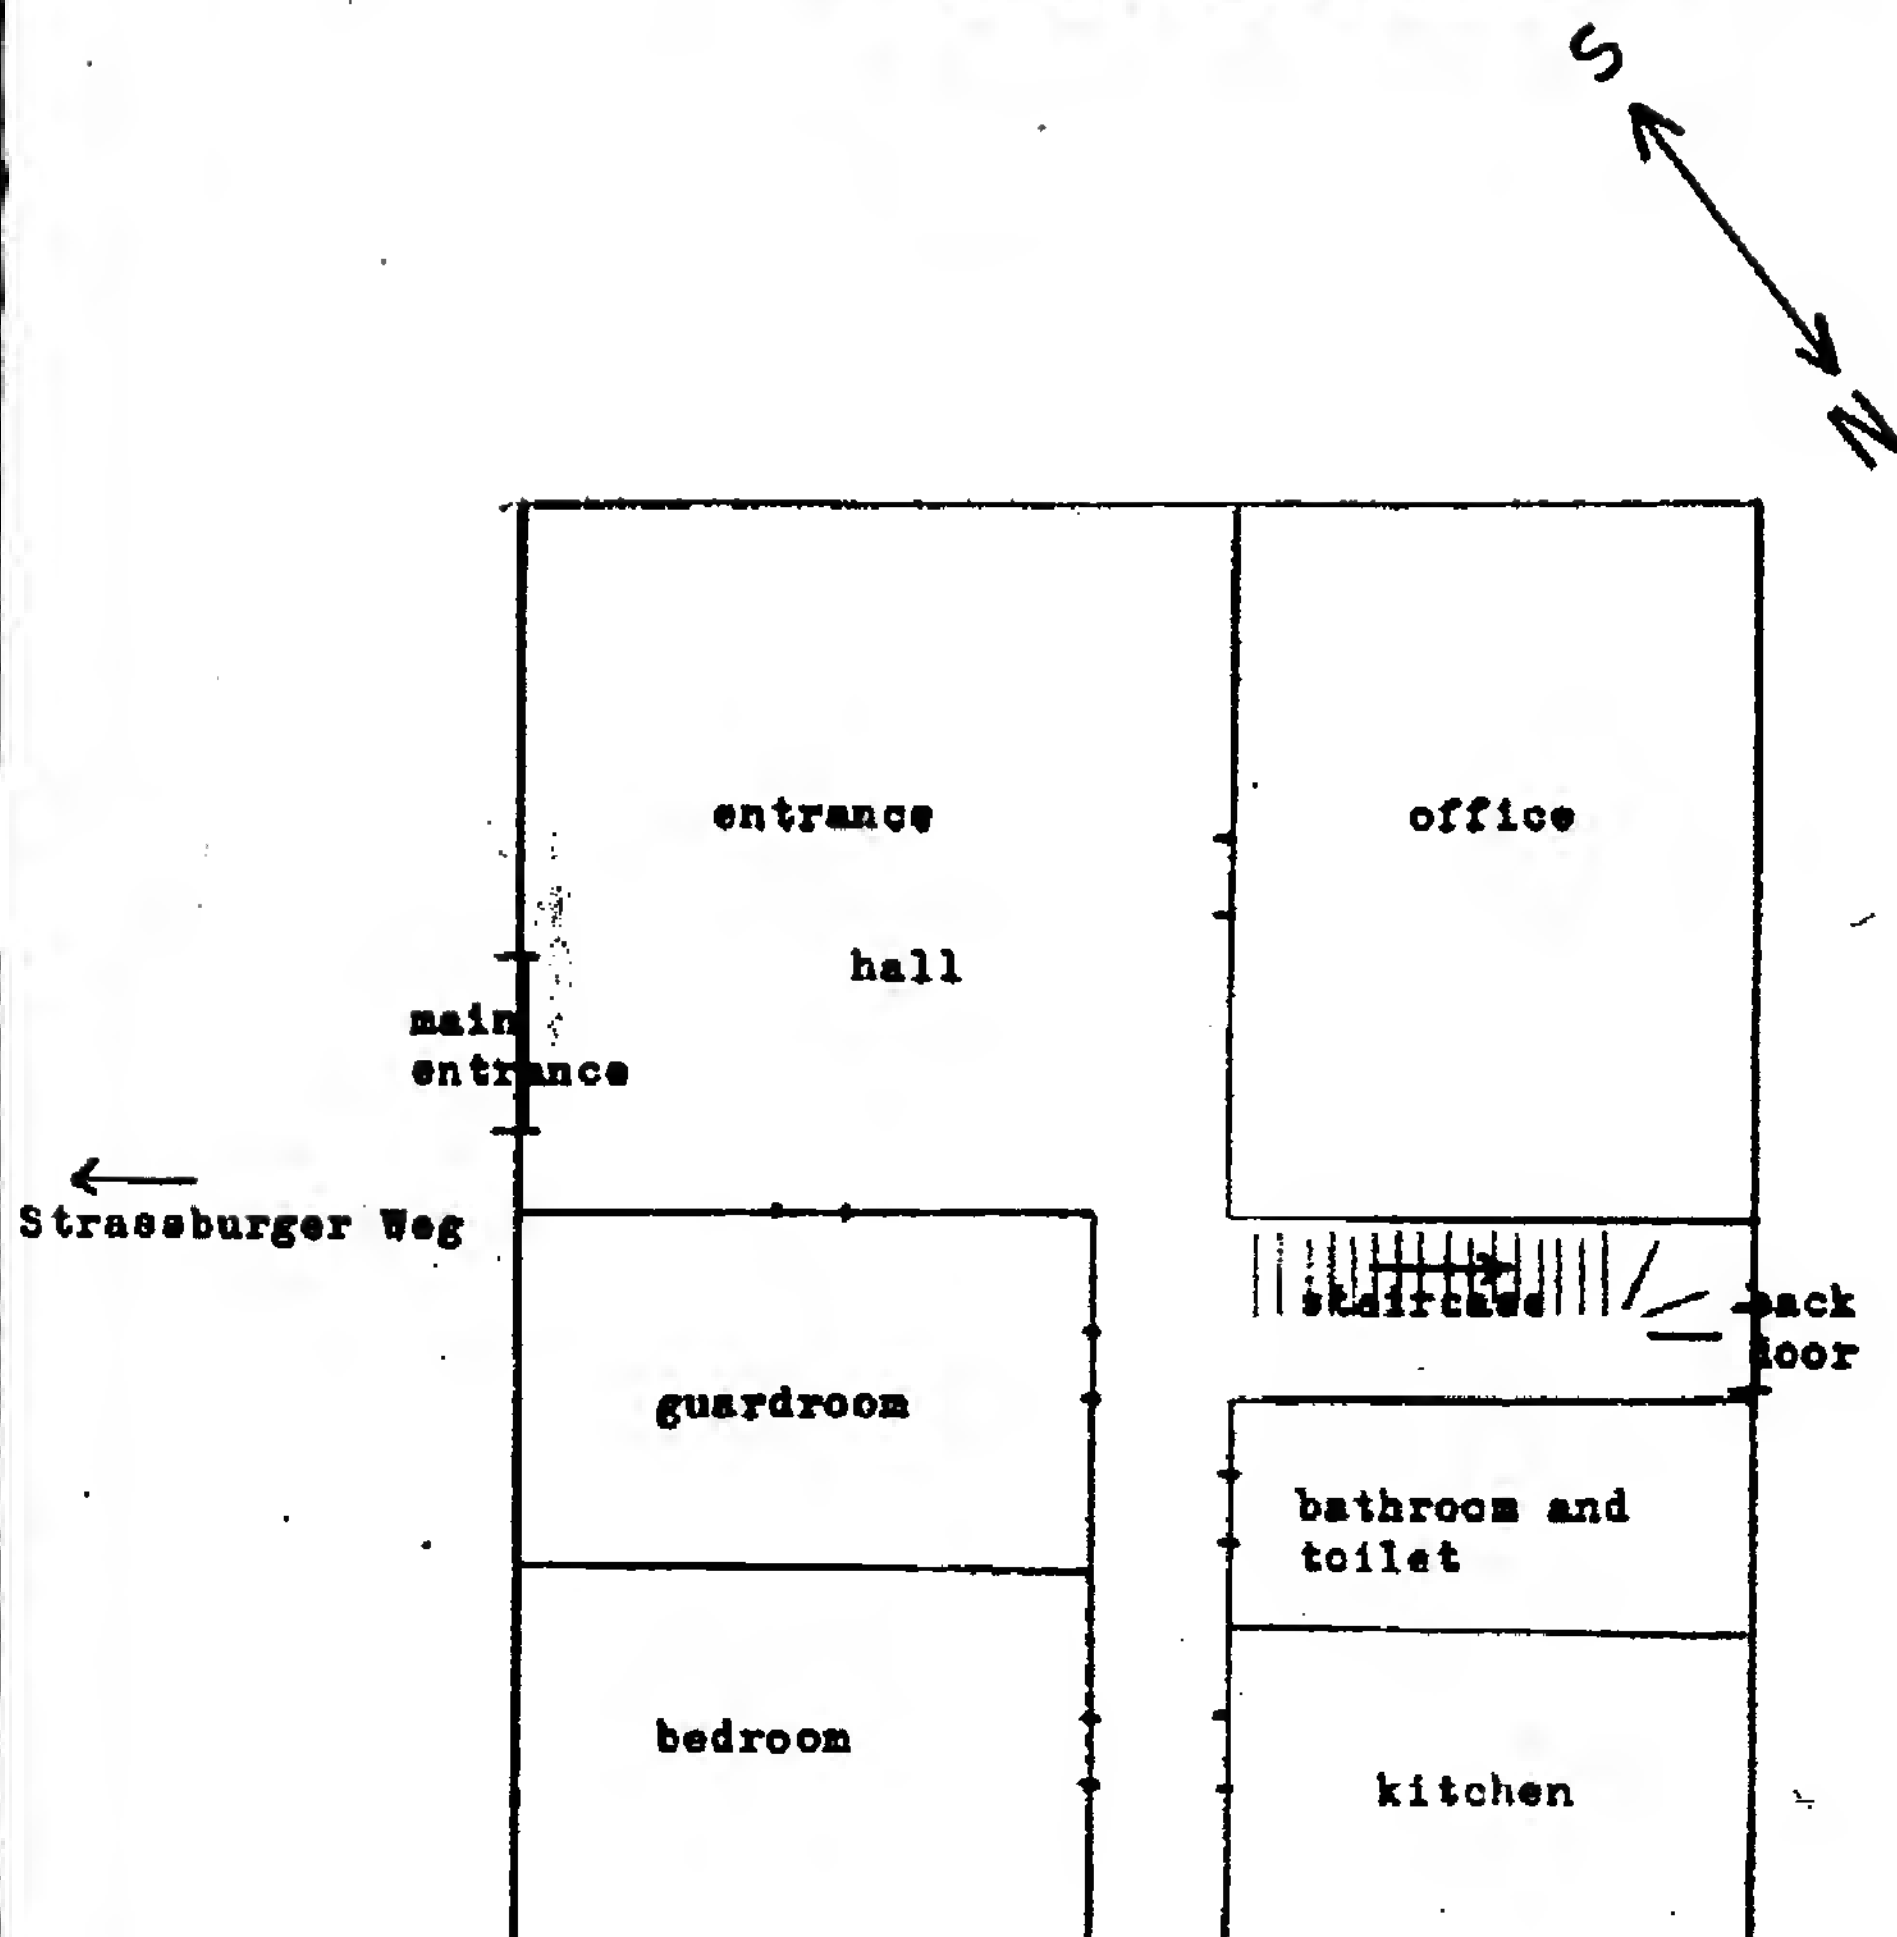 S
N
entrance
office
hall
main
entrance
Strassburger Weg
staircase
back
door
guardroom
bathroom and
toilet
bedroom
kitchen